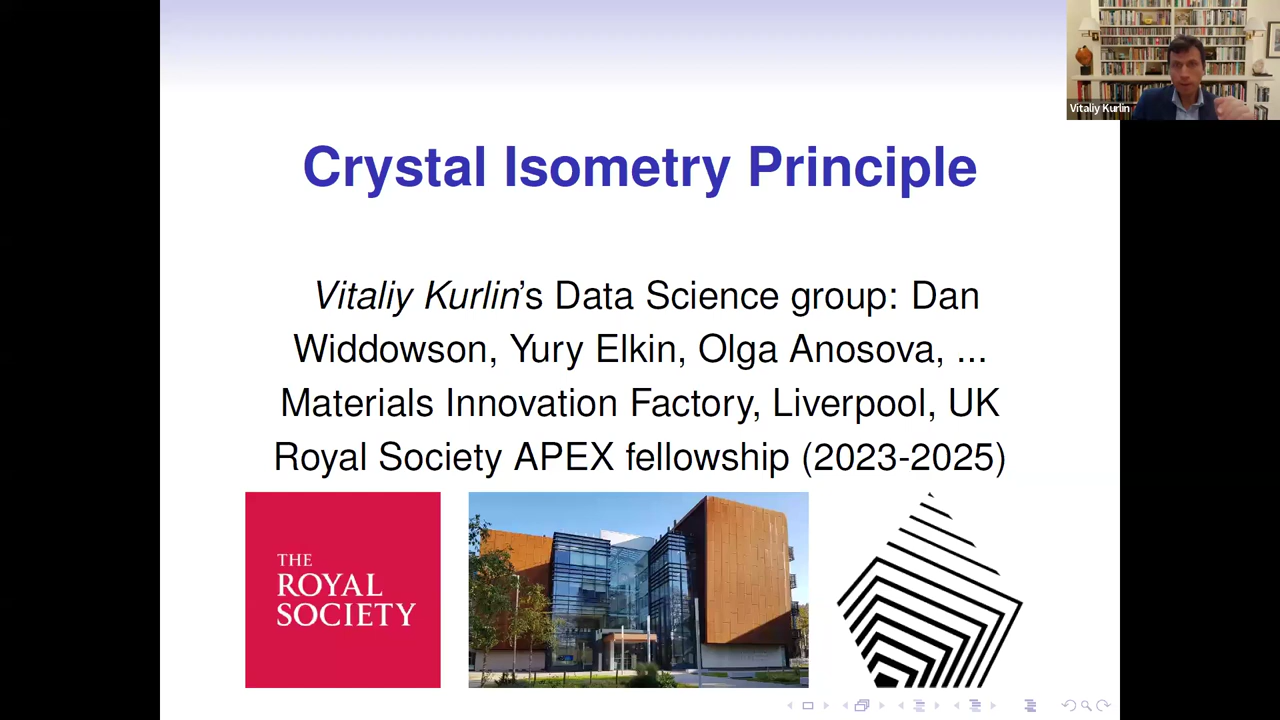 Vitaliy Kurlin
Crystal Isometry Principle
Vitaliy Kurlin's Data Science group: Dan
Widdowson, Yury Elkin, Olga Anosova, ...
Materials Innovation Factory, Liverpool, UK
Royal Society APEX fellowship (2023-2025)
THE
ROYAL
SOCIETY